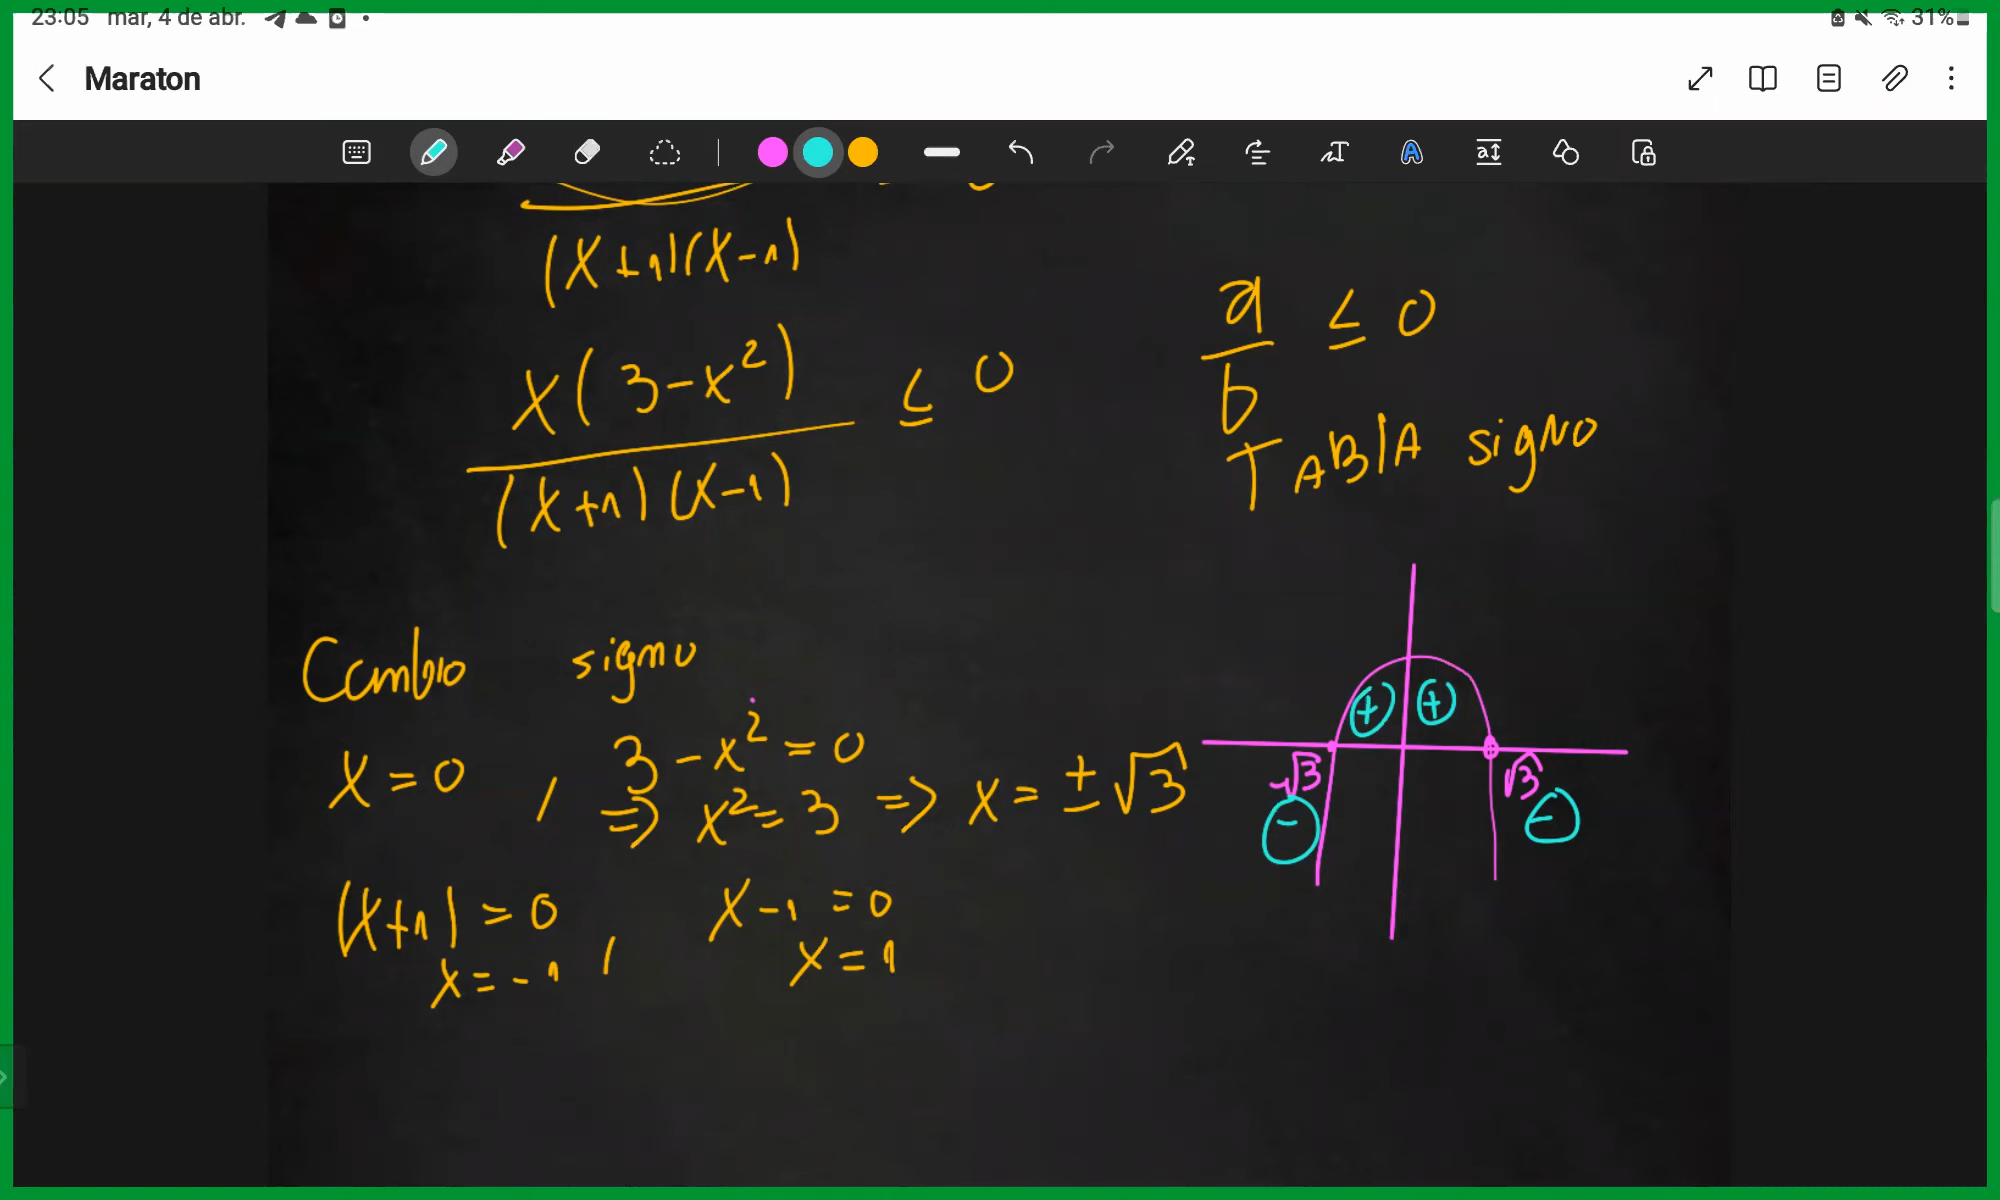 23:05 mar, 4 de abr. 31%
Maraton
(x+1)(x-1)
x(3-x²) ≤ 0
(x+1)(x-1)
a ≤ 0
b
TABlA sigNo
Cambio signo
x=0 , 3-x²=0
=> x²=3 => x=±√3
(x+1)=0 , x-1=0
x=-1 x=1
+ +
-√3 √3
- -